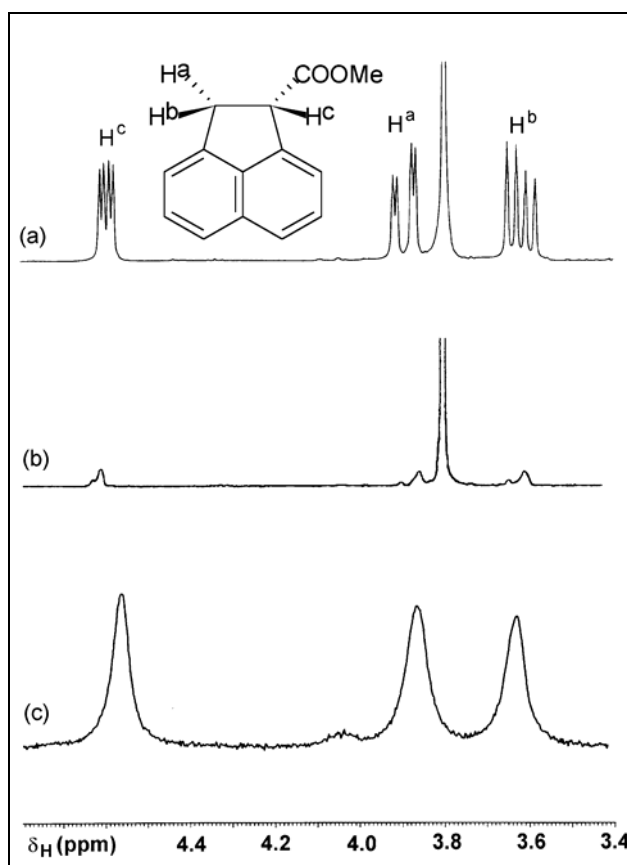 Hᵃ COOMe
Hᵇ Hᶜ
Hᶜ Hᵃ Hᵇ
(a)
(b)
(c)
δH (ppm) 4.4 4.2 4.0 3.8 3.6 3.4